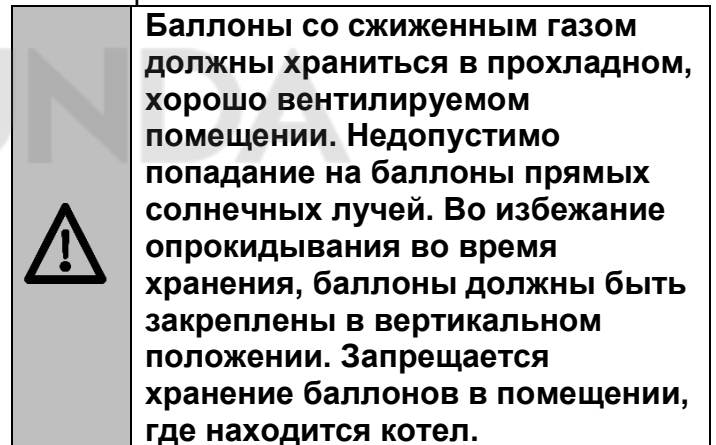 Баллоны со сжиженным газом
должны храниться в прохладном,
хорошо вентилируемом
помещении. Недопустимо
попадание на баллоны прямых
солнечных лучей. Во избежание
опрокидывания во время
хранения, баллоны должны быть
закреплены в вертикальном
положении. Запрещается
хранение баллонов в помещении,
где находится котел.